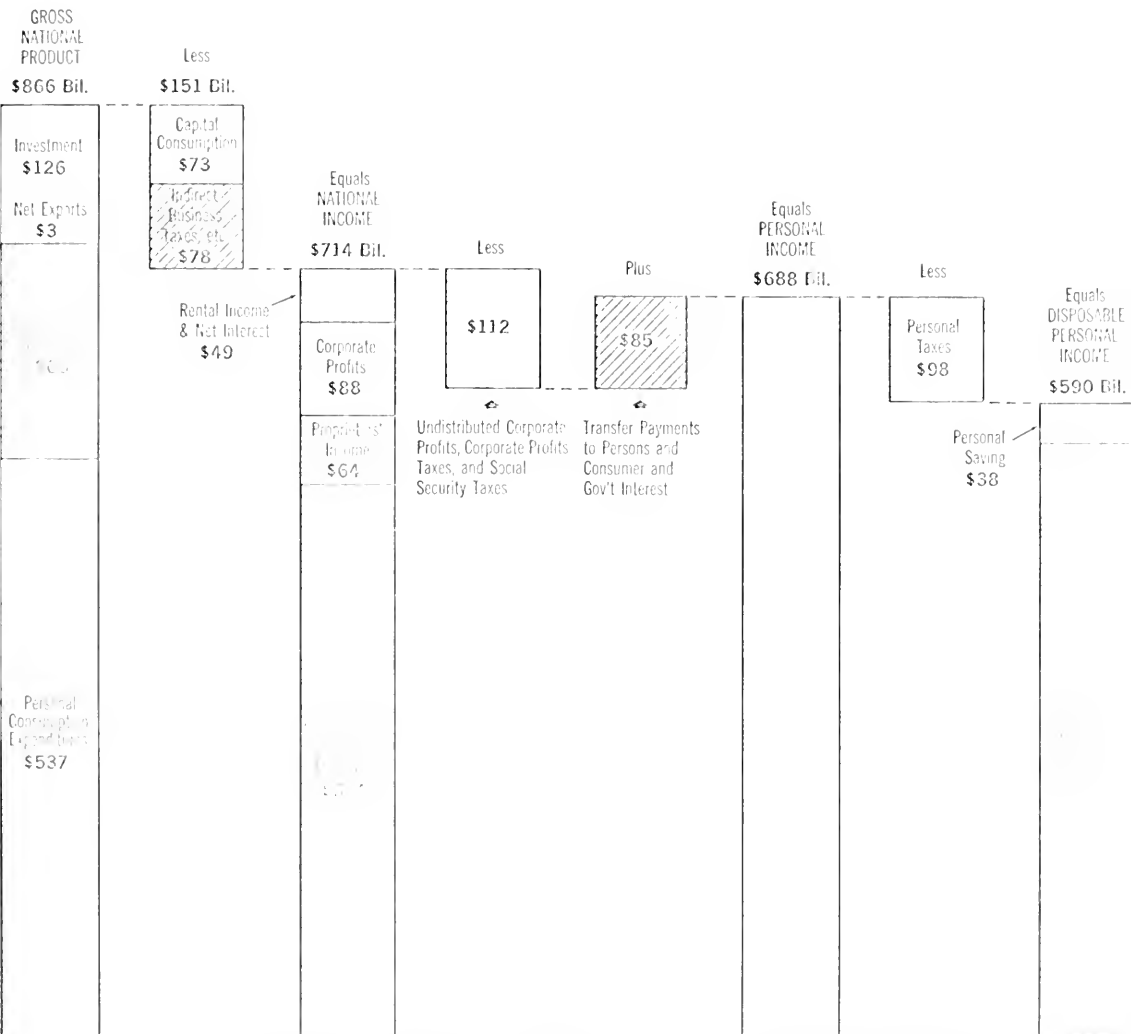 GROSS
NATIONAL
PRODUCT
$866 Bil.
Investment
$126
Net Exports
$3
Personal
Consumption
Expenditures
$537
Less
$151 Bil.
Capital
Consumption
$73
Indirect
Business
Taxes, etc.
$78
Equals
NATIONAL
INCOME
$714 Bil.
Rental Income
& Net Interest
$49
Corporate
Profits
$88
Proprietors'
Income
$64
Less
$112
Undistributed Corporate
Profits, Corporate Profits
Taxes, and Social
Security Taxes
Plus
$85
Transfer Payments
to Persons and
Consumer and
Gov't Interest
Equals
PERSONAL
INCOME
$688 Bil.
Less
Personal
Taxes
$98
Equals
DISPOSABLE
PERSONAL
INCOME
$590 Bil.
Personal
Saving
$38